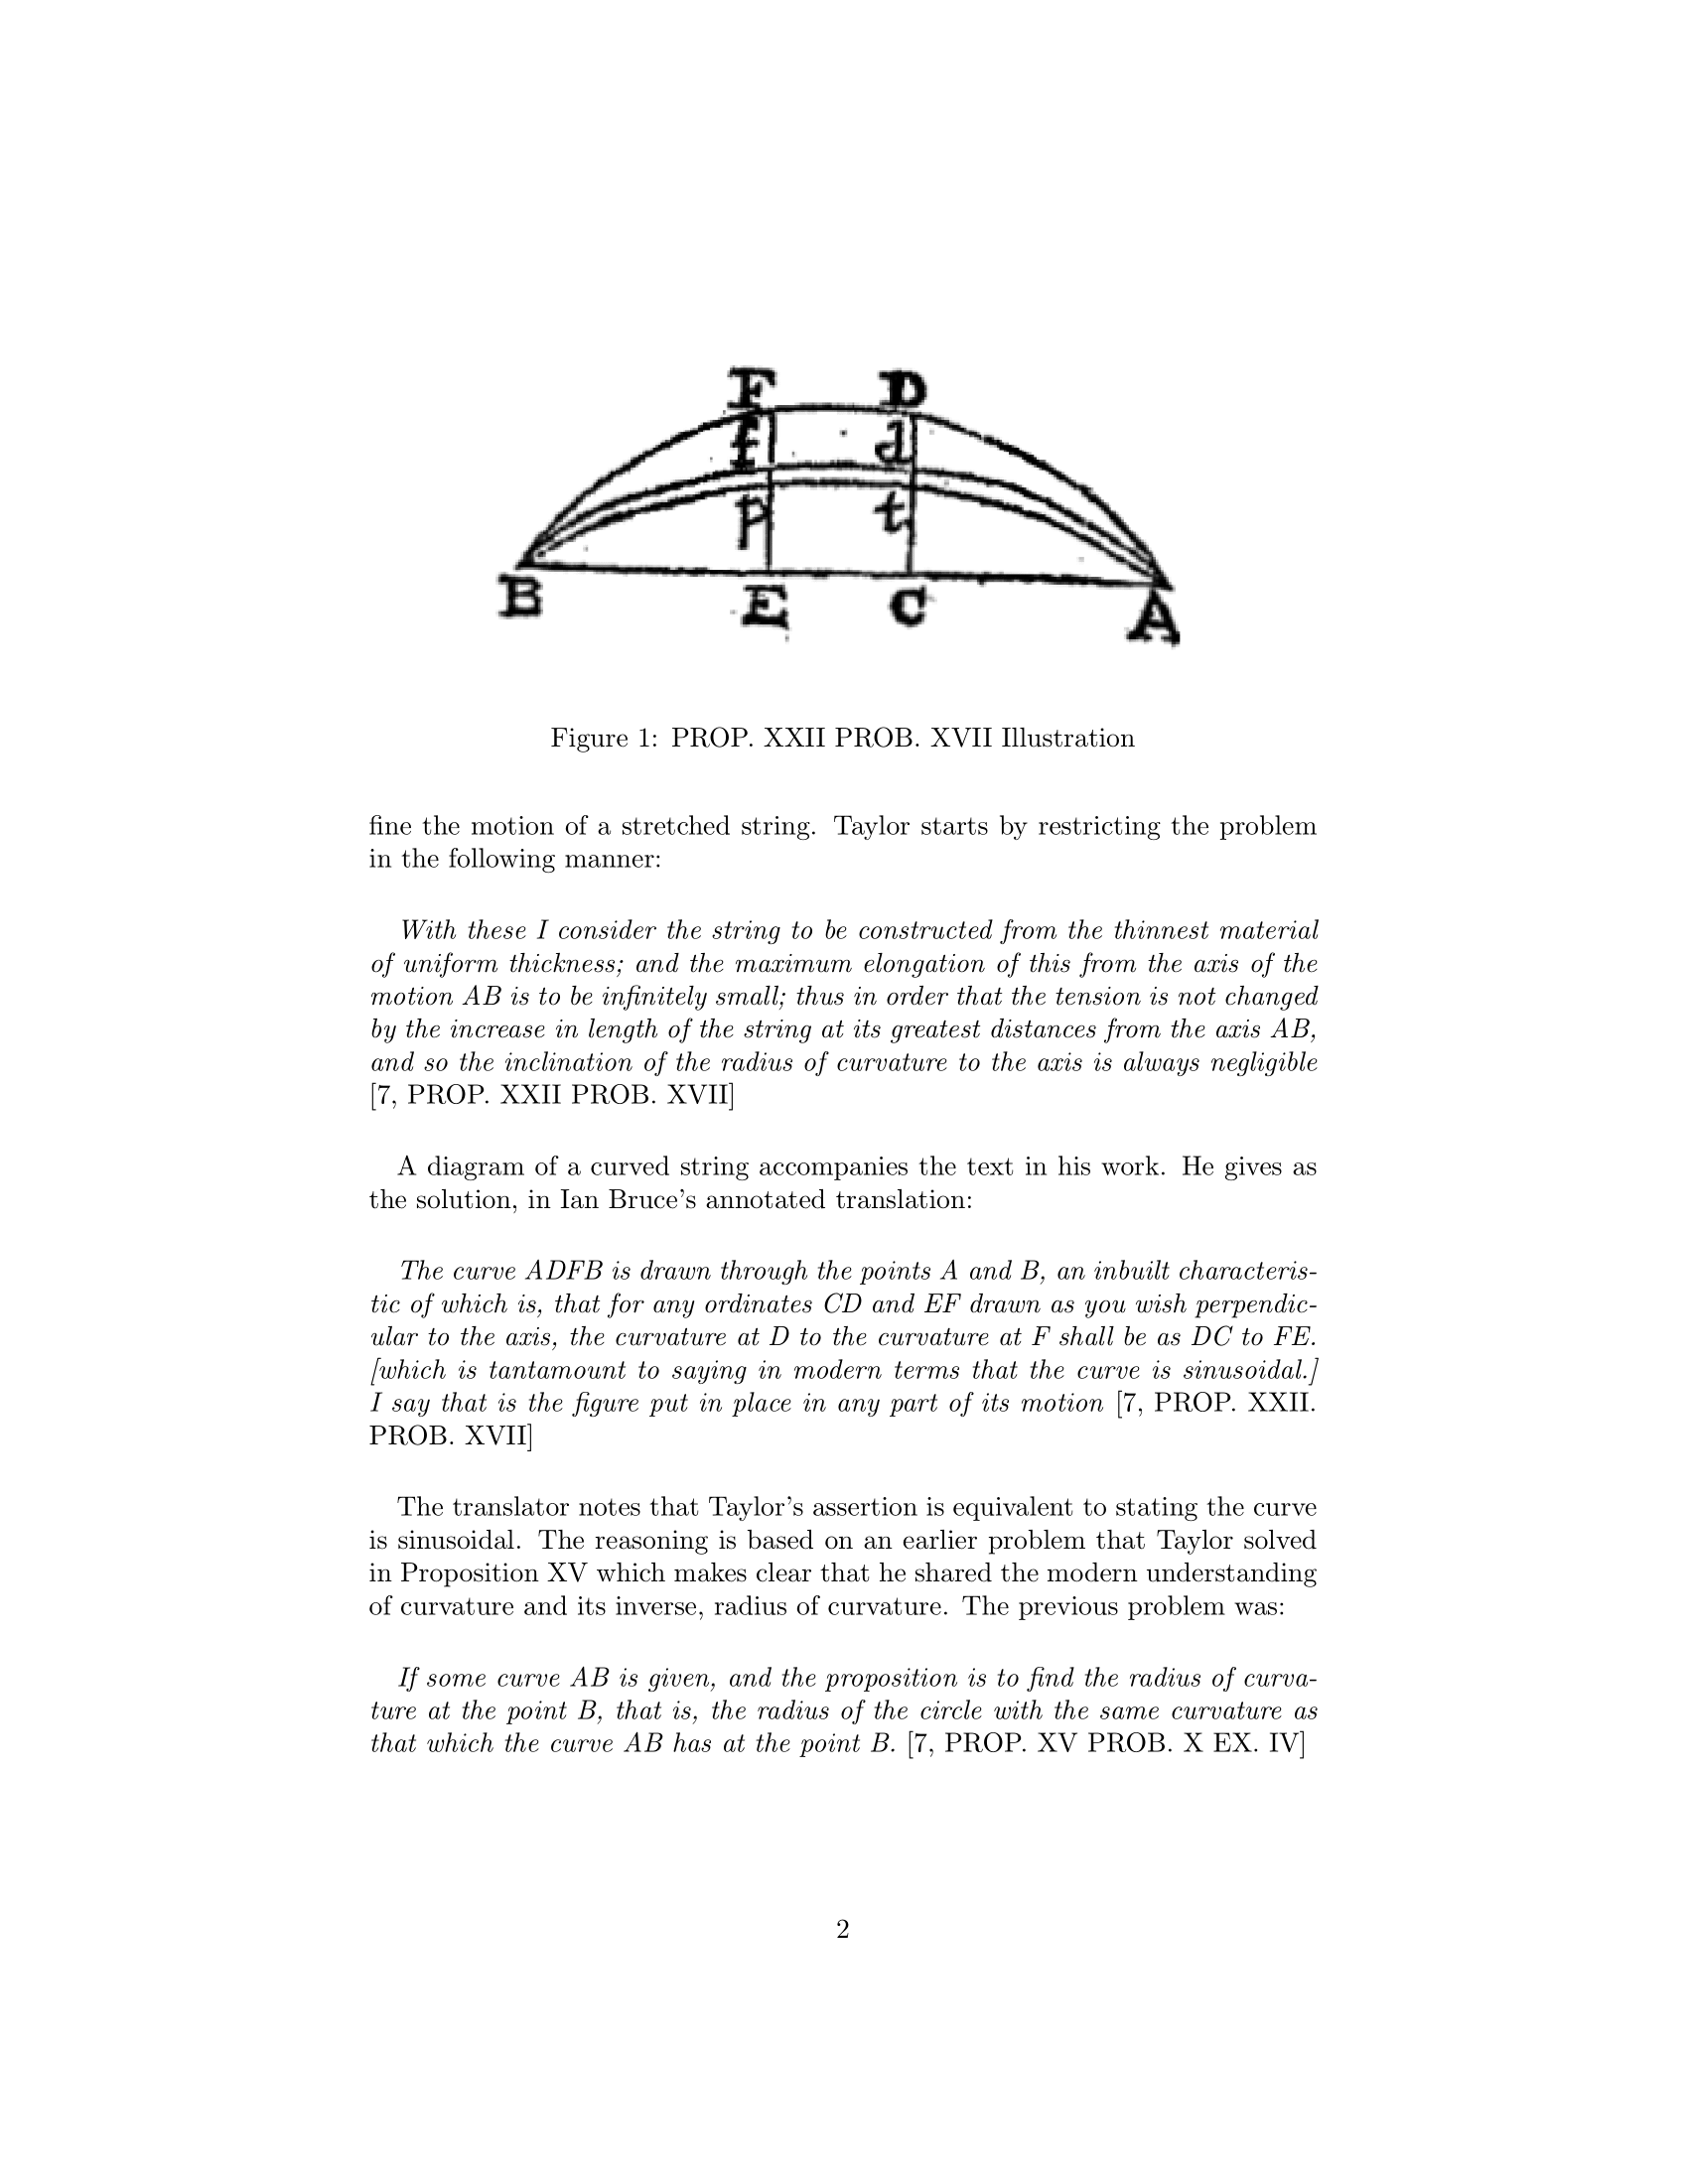 F D
f d
p t
B E C A
Figure 1: PROP. XXII PROB. XVII Illustration
fine the motion of a stretched string. Taylor starts by restricting the problem
in the following manner:
With these I consider the string to be constructed from the thinnest material
of uniform thickness; and the maximum elongation of this from the axis of the
motion AB is to be infinitely small; thus in order that the tension is not changed
by the increase in length of the string at its greatest distances from the axis AB,
and so the inclination of the radius of curvature to the axis is always negligible
[7, PROP. XXII PROB. XVII]
A diagram of a curved string accompanies the text in his work. He gives as
the solution, in Ian Bruce's annotated translation:
The curve ADFB is drawn through the points A and B, an inbuilt characteris-
tic of which is, that for any ordinates CD and EF drawn as you wish perpendic-
ular to the axis, the curvature at D to the curvature at F shall be as DC to FE.
[which is tantamount to saying in modern terms that the curve is sinusoidal.]
I say that is the figure put in place in any part of its motion [7, PROP. XXII.
PROB. XVII]
The translator notes that Taylor's assertion is equivalent to stating the curve
is sinusoidal. The reasoning is based on an earlier problem that Taylor solved
in Proposition XV which makes clear that he shared the modern understanding
of curvature and its inverse, radius of curvature. The previous problem was:
If some curve AB is given, and the proposition is to find the radius of curva-
ture at the point B, that is, the radius of the circle with the same curvature as
that which the curve AB has at the point B. [7, PROP. XV PROB. X EX. IV]
2